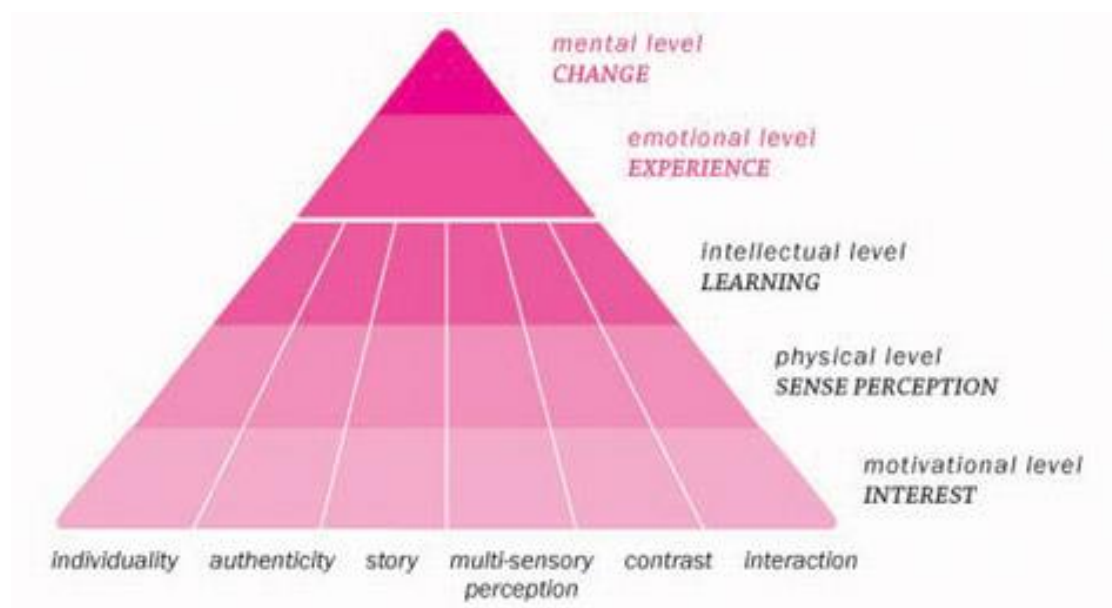 mental level
CHANGE
emotional level
EXPERIENCE
intellectual level
LEARNING
physical level
SENSE PERCEPTION
motivational level
INTEREST
individuality authenticity story multi-sensory contrast interaction
perception